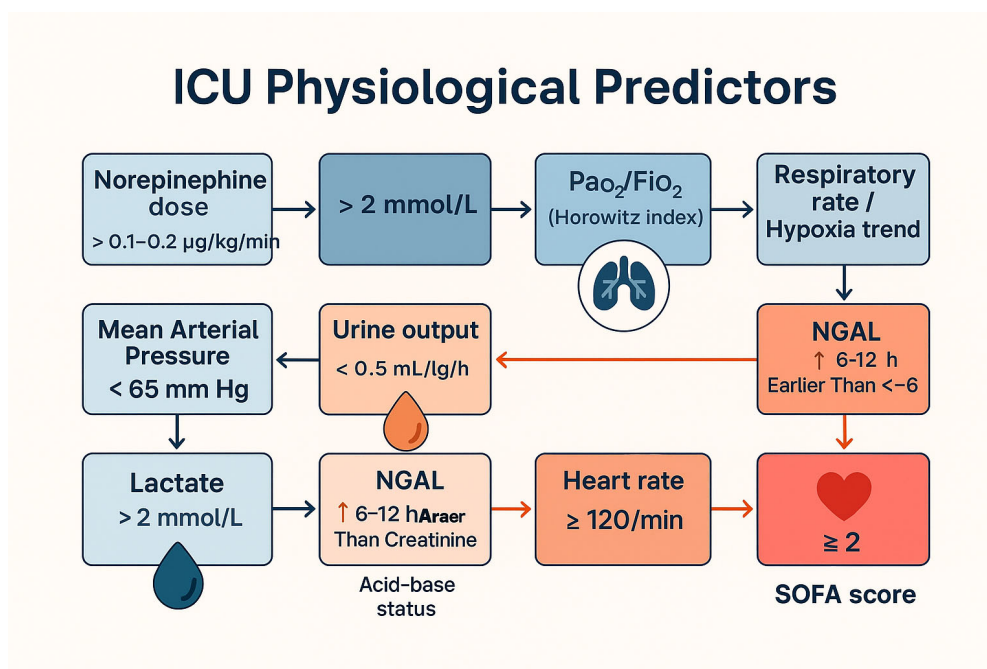 ICU Physiological Predictors
Norepinephine
dose
> 0.1–0.2 µg/kg/min
> 2 mmol/L
Pao₂/FiO₂
(Horowitz index)
Respiratory
rate /
Hypoxia trend
Mean Arterial
Pressure
< 65 mm Hg
Urine output
< 0.5 mL/lg/h
NGAL
↑ 6-12 h
Earlier Than <−6
Lactate
> 2 mmol/L
NGAL
↑ 6–12 hAraer
Than Creatinine
Acid-base
status
Heart rate
≥ 120/min
≥ 2
SOFA score